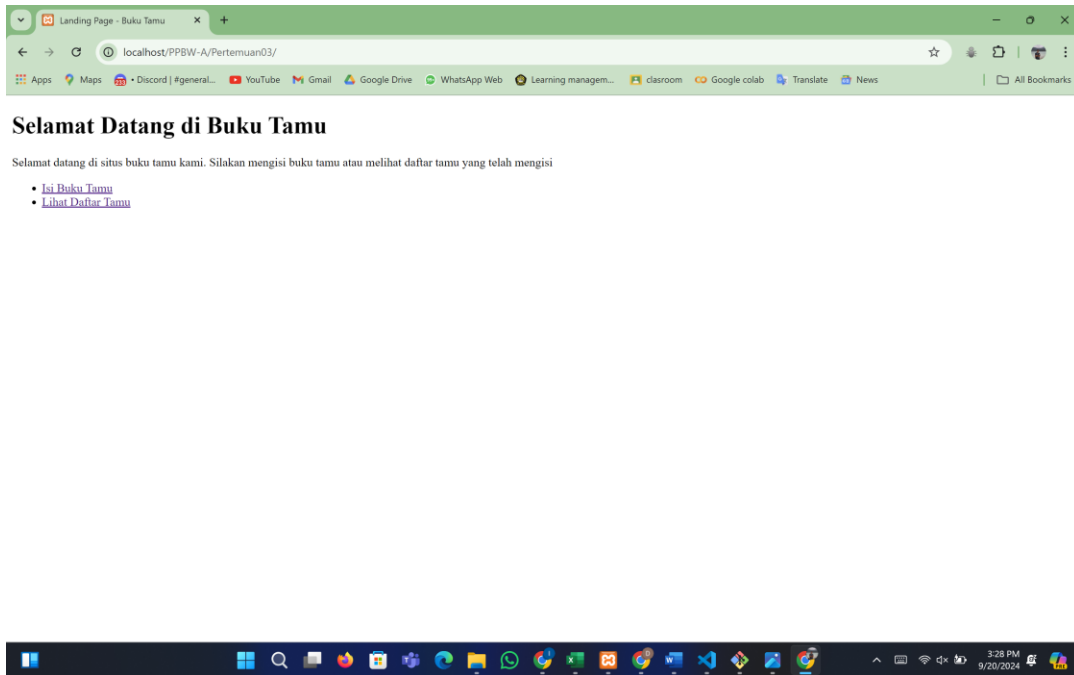 Landing Page - Buku Tamu
localhost/PPBW-A/Pertemuan03/
Apps Maps • Discord | #general... YouTube Gmail Google Drive WhatsApp Web Learning managem... clasroom Google colab Translate News All Bookmarks
Selamat Datang di Buku Tamu
Selamat datang di situs buku tamu kami. Silakan mengisi buku tamu atau melihat daftar tamu yang telah mengisi
• Isi Buku Tamu
• Lihat Daftar Tamu
3:28 PM
9/20/2024